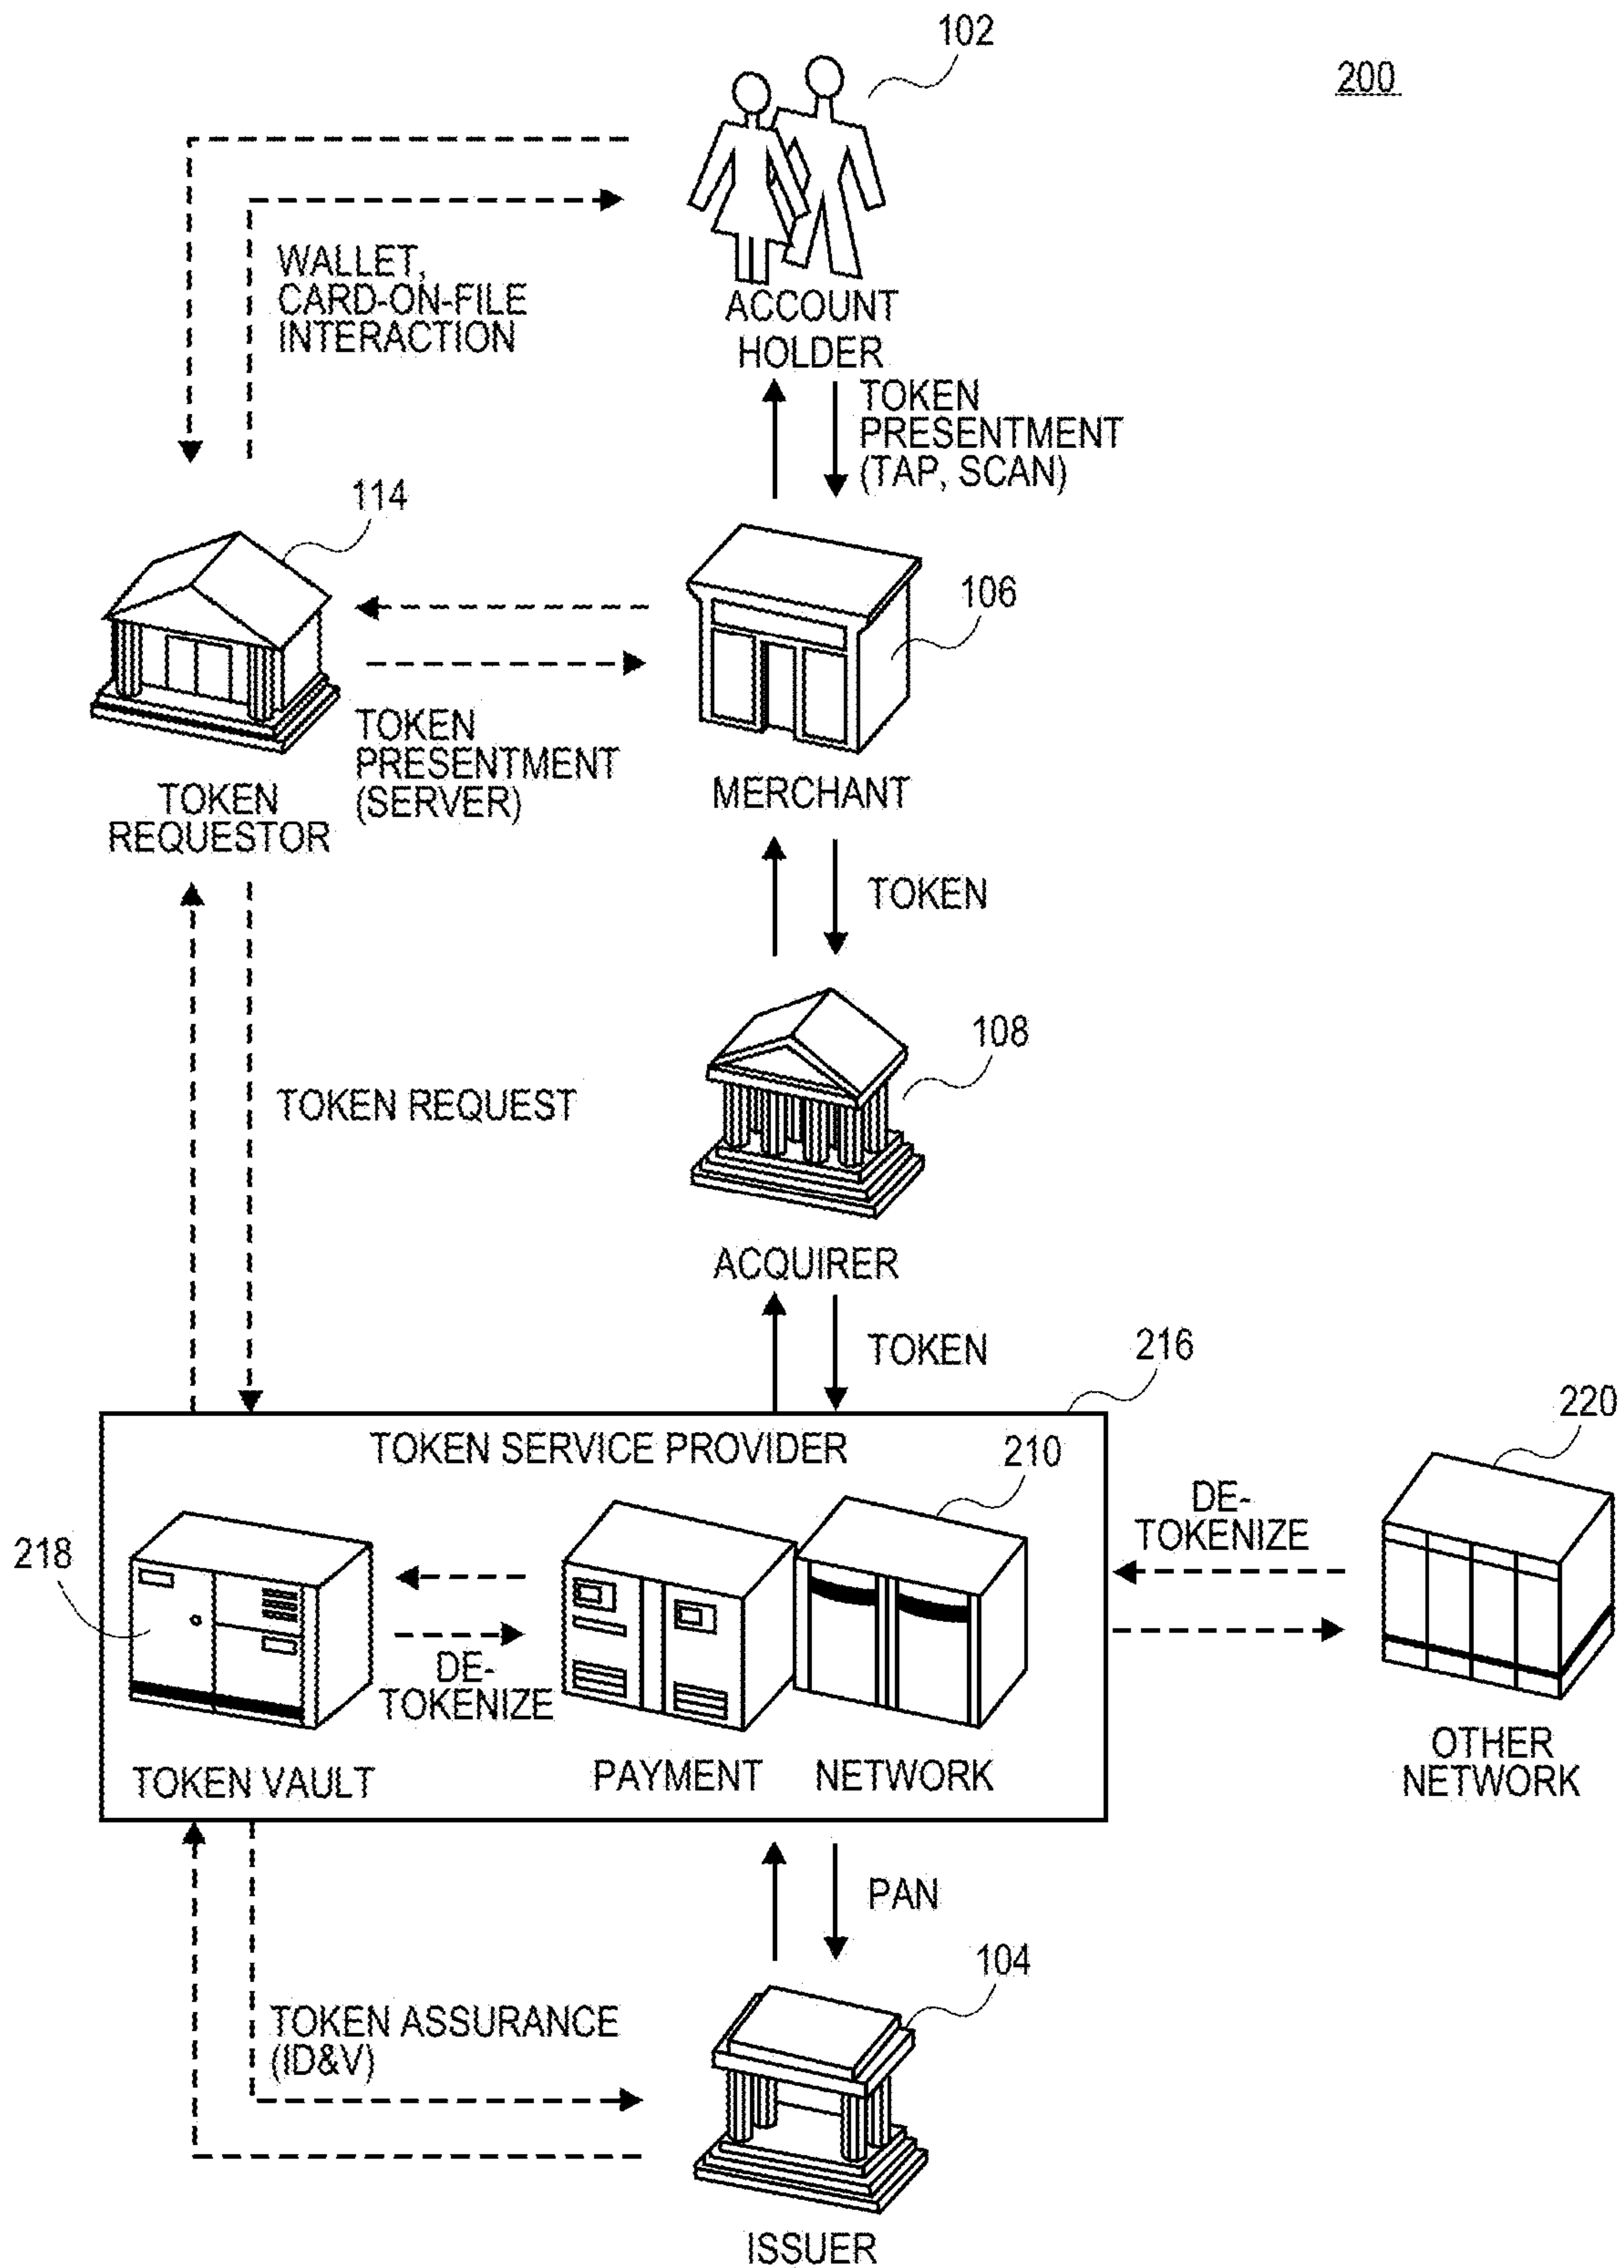 102
200
WALLET,
CARD-ON-FILE
INTERACTION
ACCOUNT
HOLDER
TOKEN
PRESENTMENT
(TAP, SCAN)
114
106
TOKEN
PRESENTMENT
(SERVER)
TOKEN
REQUESTOR
MERCHANT
TOKEN
108
TOKEN REQUEST
ACQUIRER
TOKEN
216
220
TOKEN SERVICE PROVIDER
210
218
DE-
TOKENIZE
DE-
TOKENIZE
TOKEN VAULT
PAYMENT NETWORK
OTHER
NETWORK
PAN
104
TOKEN ASSURANCE
(ID&V)
ISSUER